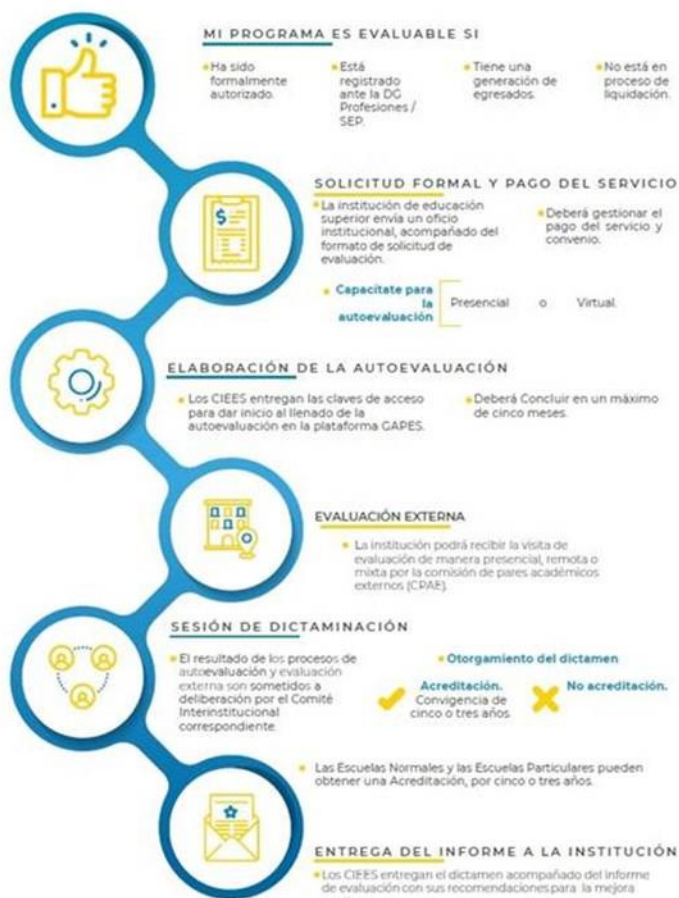 MI PROGRAMA ES EVALUABLE SI
Ha sido
formalmente
autorizado.
Está
registrado
ante la DG
Profesiones /
SEP.
Tiene una
generación de
egresados.
No está en
proceso de
liquidación.
SOLICITUD FORMAL Y PAGO DEL SERVICIO
La institución de educación
superior envía un oficio
institucional, acompañado del
formato de solicitud de
evaluación.
Deberá gestionar el
pago del servicio y
convenio.
Capacítate para
la
autoevaluación
Presencial o Virtual.
ELABORACIÓN DE LA AUTOEVALUACIÓN
Los CIEES entregan las claves de acceso
para dar inicio al llenado de la
autoevaluación en la plataforma GAPES.
Deberá Concluir en un máximo
de cinco meses.
EVALUACIÓN EXTERNA
La institución podrá recibir la visita de
evaluación de manera presencial, remota o
mixta por la comisión de pares académicos
externos (CPAE).
SESIÓN DE DICTAMINACIÓN
El resultado de los procesos de
autoevaluación y evaluación
externa son sometidos a
deliberación por el Comité
Interinstitucional
correspondiente.
Otorgamiento del dictamen
Acreditación.
Convigencia de
cinco o tres años
No acreditación.
Las Escuelas Normales y las Escuelas Particulares pueden
obtener una Acreditación, por cinco o tres años.
ENTREGA DEL INFORME A LA INSTITUCIÓN
Los CIEES entregan el dictamen acompañado del informe
de evaluación con sus recomendaciones para la mejora